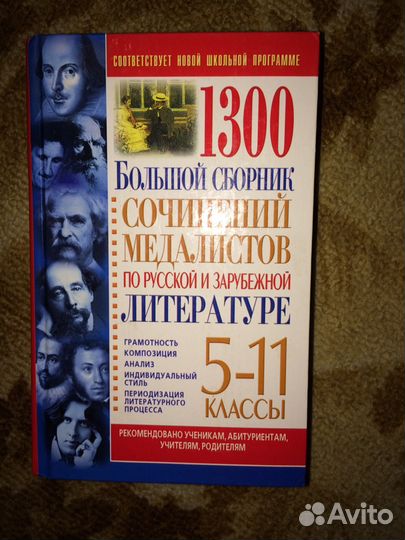 СООТВЕТСТВУЕТ НОВОЙ ШКОЛЬНОЙ ПРОГРАММЕ
1300
БОЛЬШОЙ СБОРНИК
СОЧИНЕНИЙ
МЕДАЛИСТОВ
ПО РУССКОЙ И ЗАРУБЕЖНОЙ
ЛИТЕРАТУРЕ
ГРАМОТНОСТЬ
КОМПОЗИЦИЯ
АНАЛИЗ
ИНДИВИДУАЛЬНЫЙ
СТИЛЬ
ПЕРИОДИЗАЦИЯ
ЛИТЕРАТУРНОГО
ПРОЦЕССА
5-11
КЛАССЫ
РЕКОМЕНДОВАНО УЧЕНИКАМ, АБИТУРИЕНТАМ,
УЧИТЕЛЯМ, РОДИТЕЛЯМ
Avito